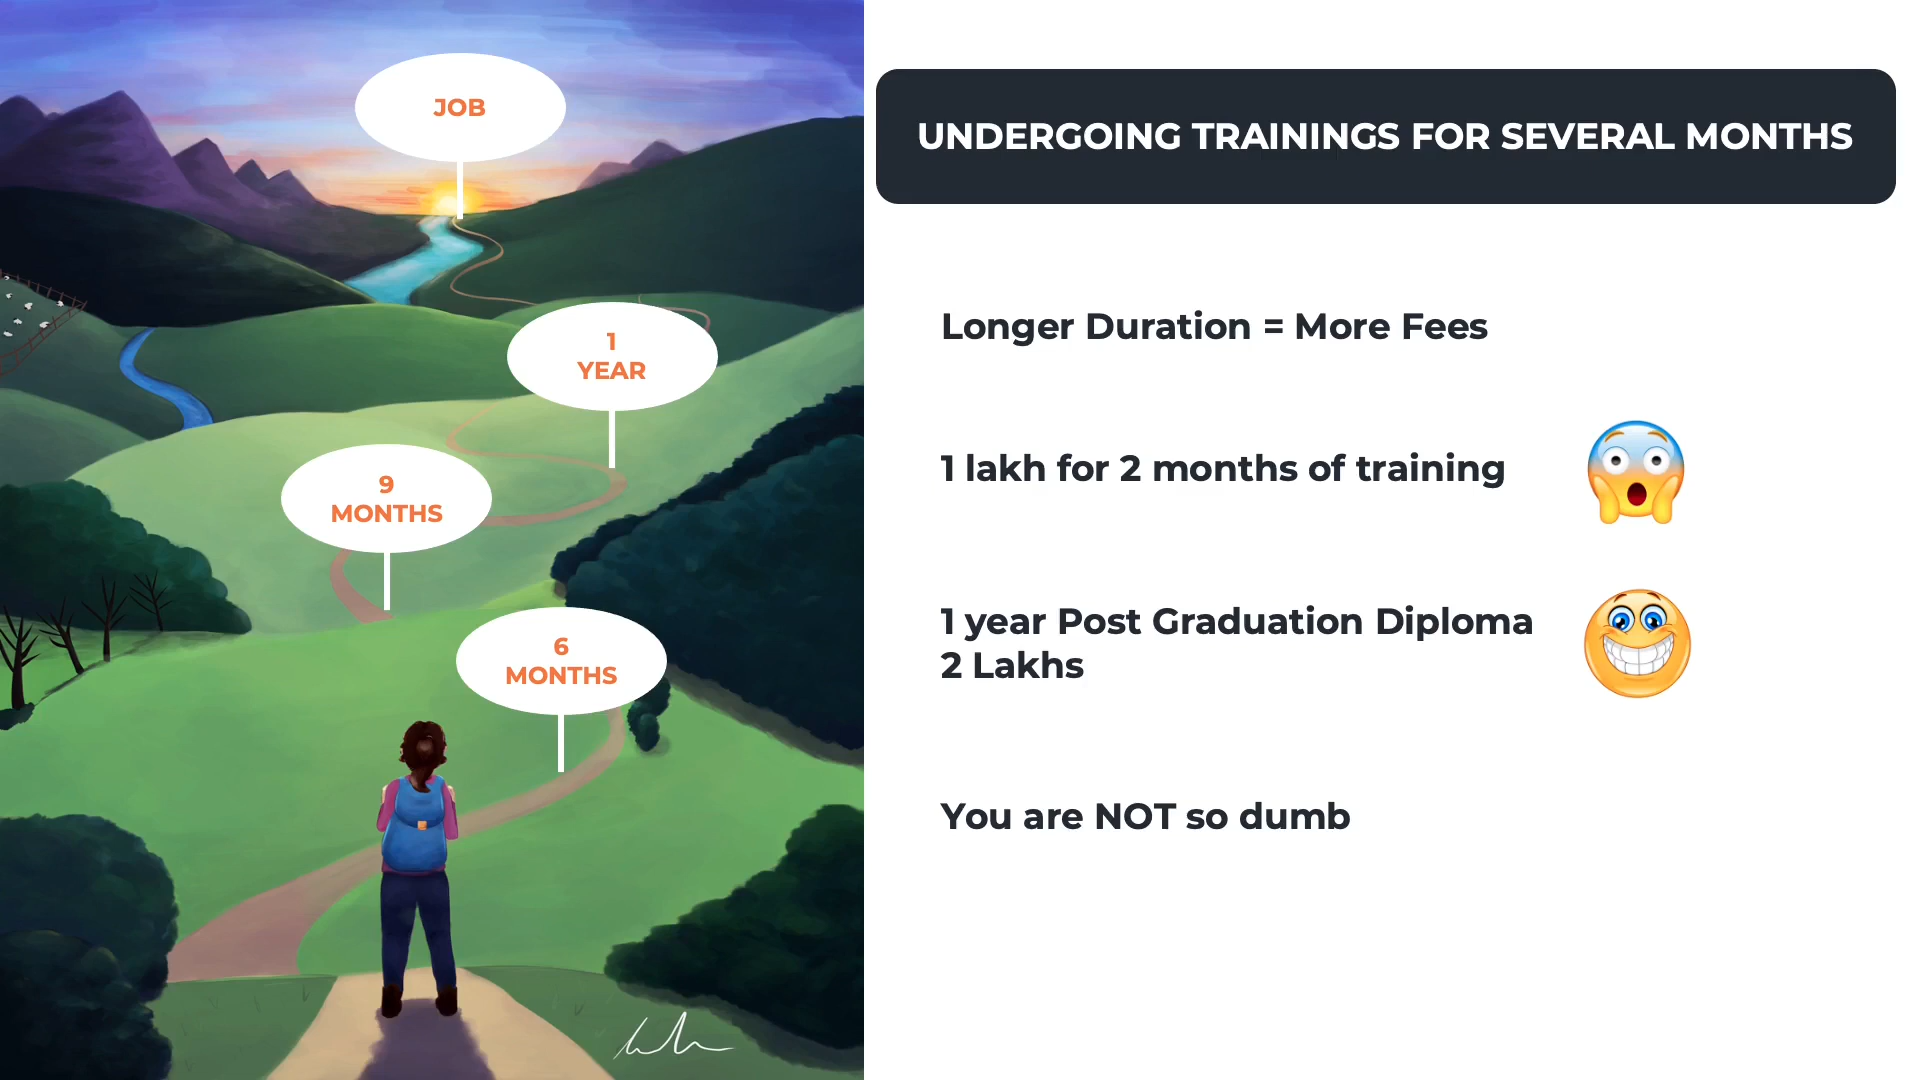 JOB
1
YEAR
9
MONTHS
6
MONTHS
UNDERGOING TRAININGS FOR SEVERAL MONTHS
Longer Duration = More Fees
1 lakh for 2 months of training
1 year Post Graduation Diploma
2 Lakhs
You are NOT so dumb